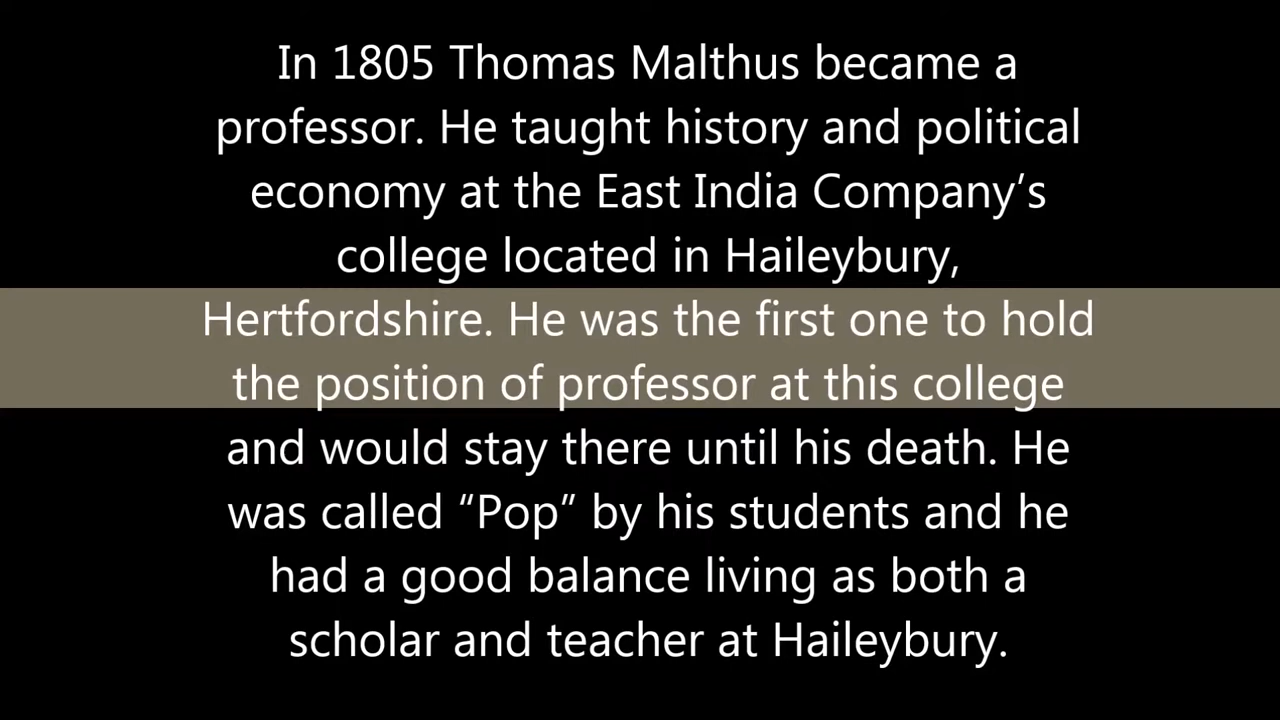 In 1805 Thomas Malthus became a
professor. He taught history and political
economy at the East India Company’s
college located in Haileybury,
Hertfordshire. He was the first one to hold
the position of professor at this college
and would stay there until his death. He
was called “Pop” by his students and he
had a good balance living as both a
scholar and teacher at Haileybury.